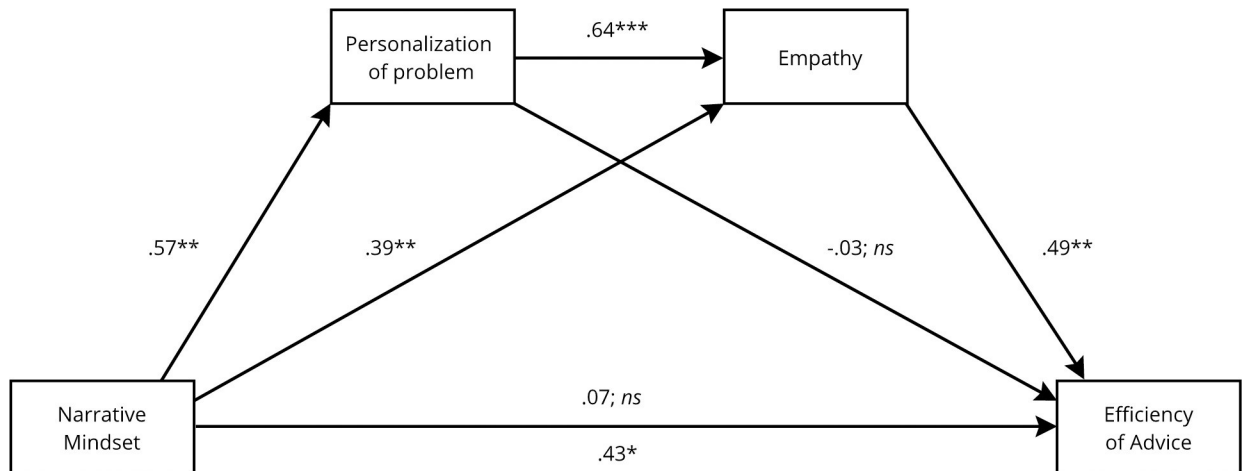 Personalization
of problem
.64***
Empathy
.57**
.39**
-.03; ns
.49**
Narrative
Mindset
.07; ns
.43*
Efficiency
of Advice